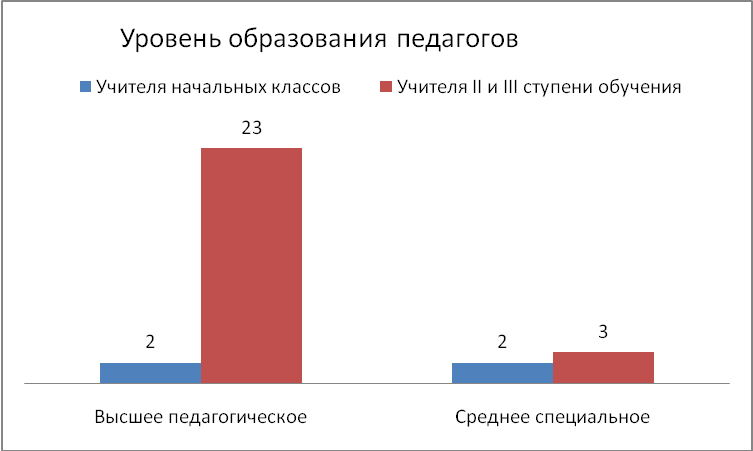 Уровень образования педагогов
Учителя начальных классов
Учителя II и III ступени обучения
23
2
2
3
Высшее педагогическое
Среднее специальное